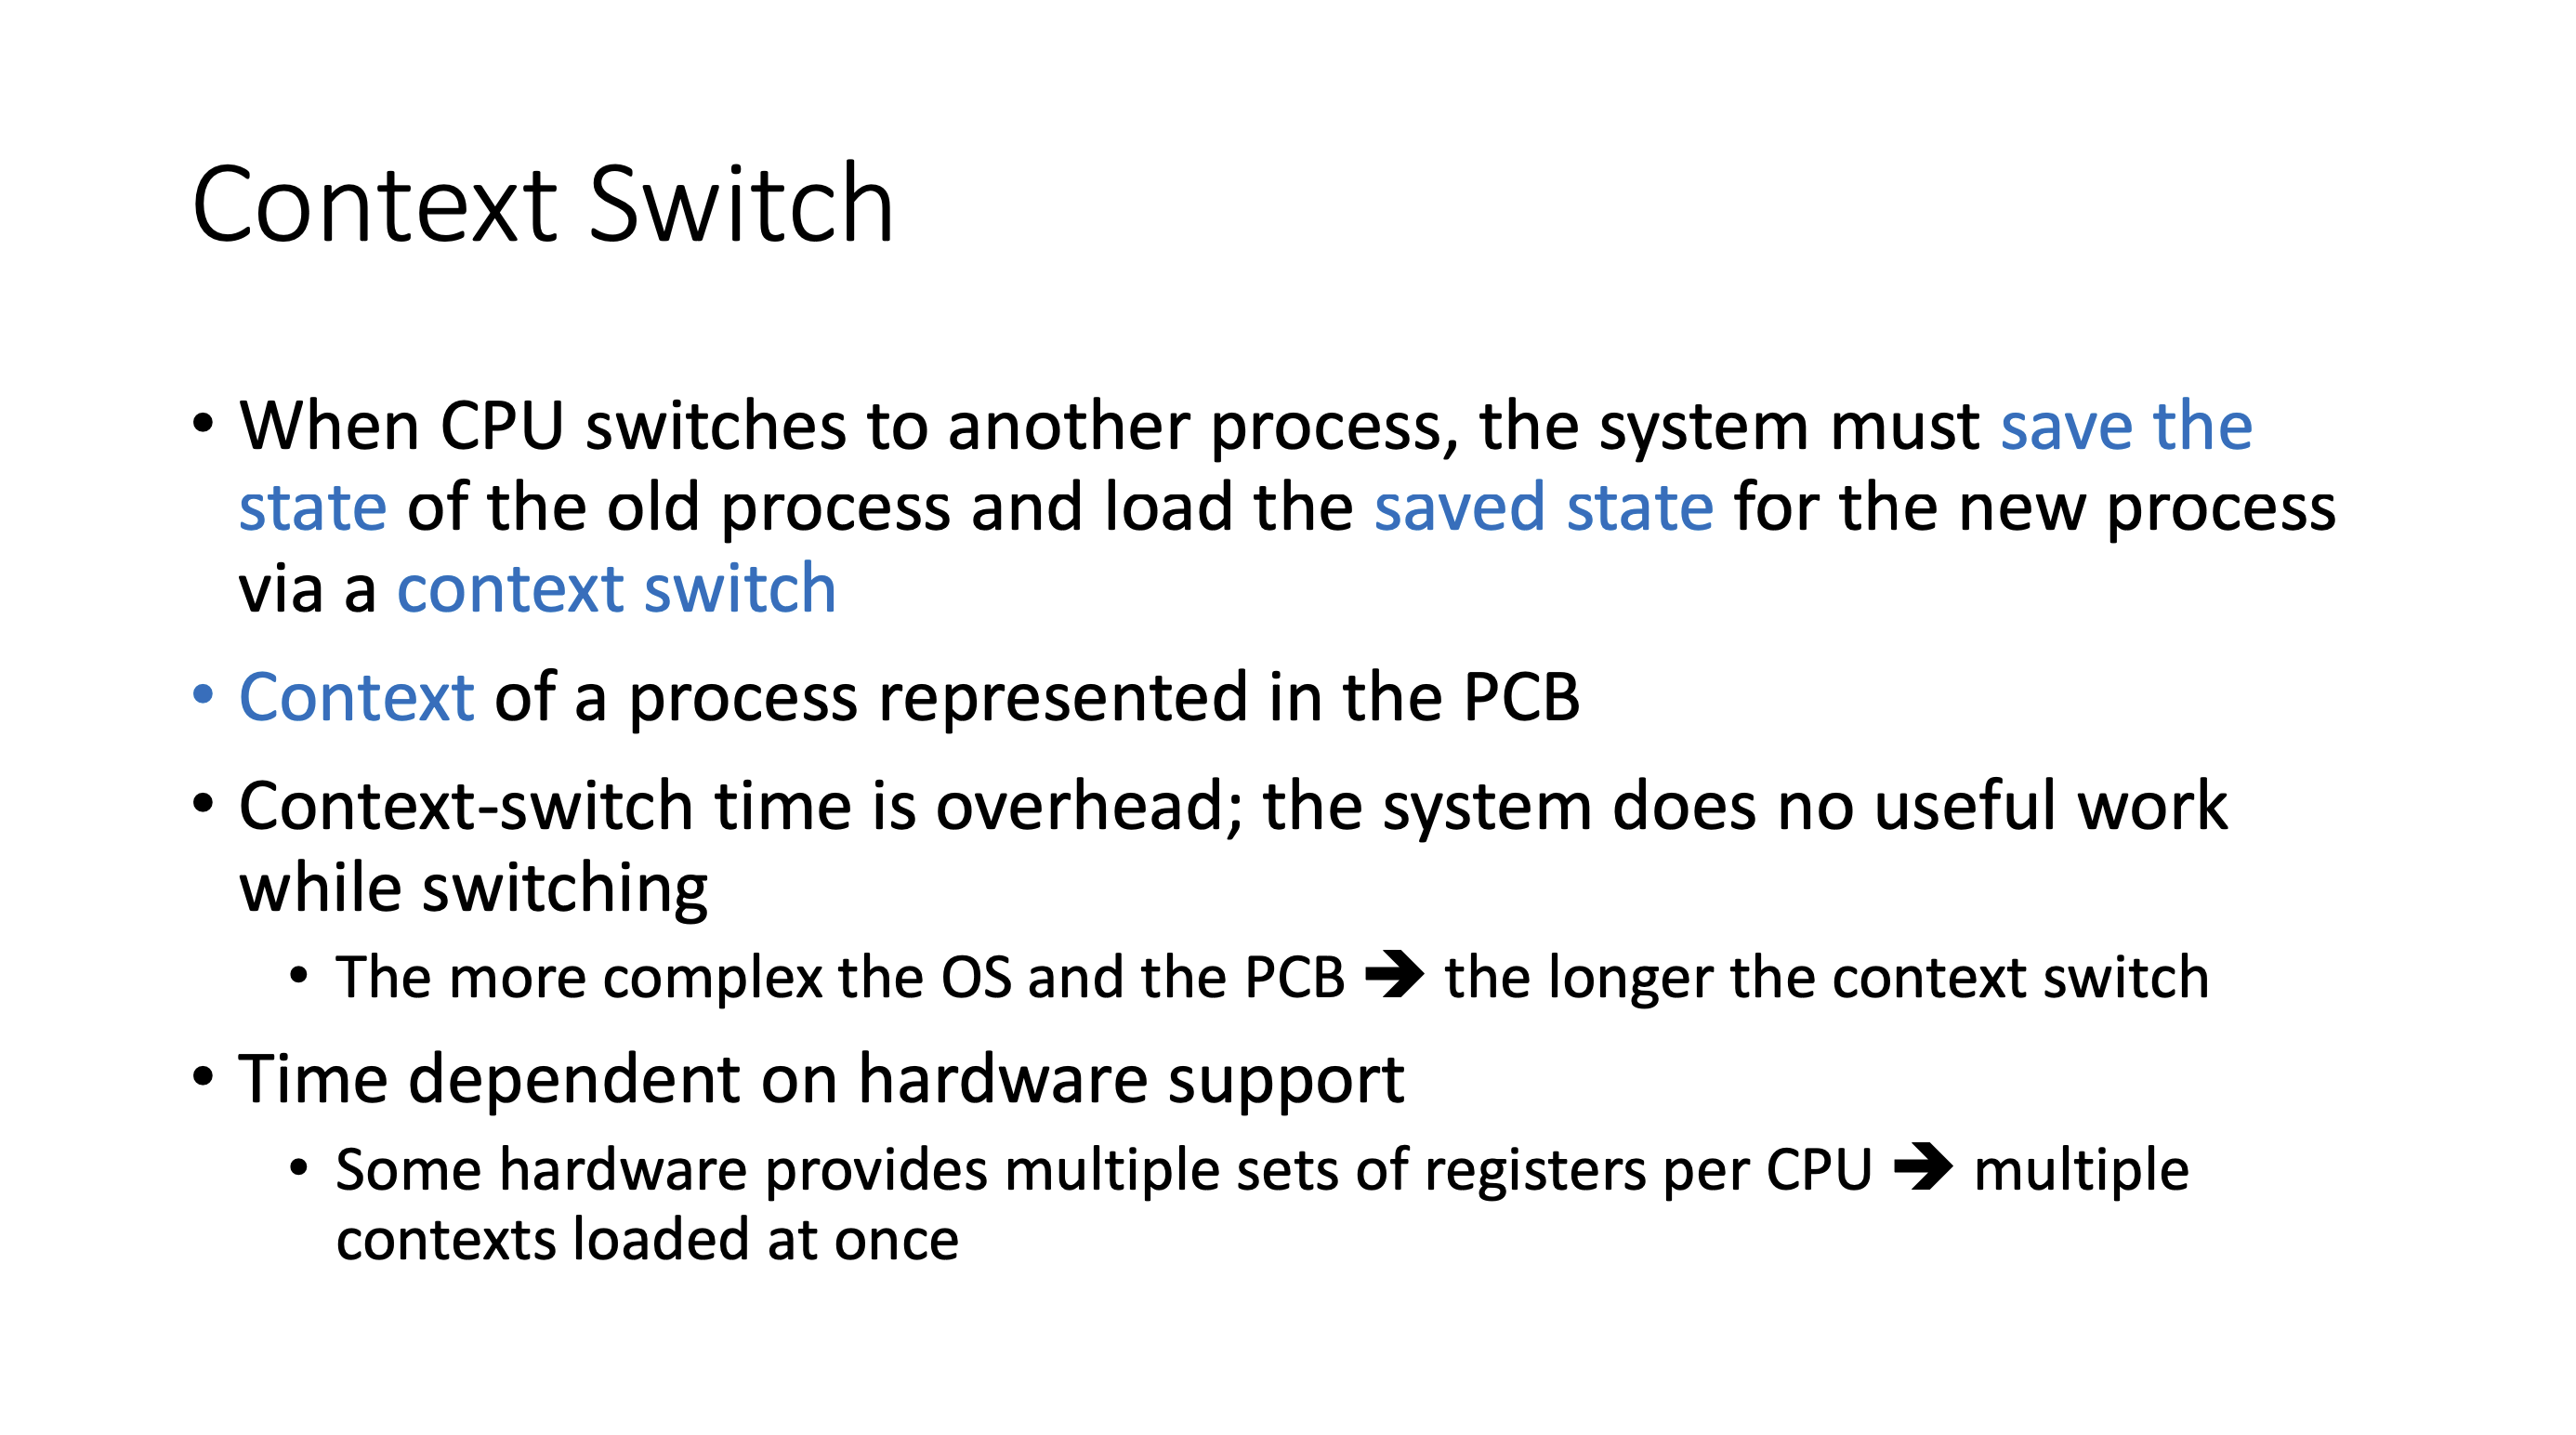 Context Switch
• When CPU switches to another process, the system must save the
state of the old process and load the saved state for the new process
via a context switch
• Context of a process represented in the PCB
• Context-switch time is overhead; the system does no useful work
while switching
• The more complex the OS and the PCB ➔ the longer the context switch
• Time dependent on hardware support
• Some hardware provides multiple sets of registers per CPU ➔ multiple
contexts loaded at once